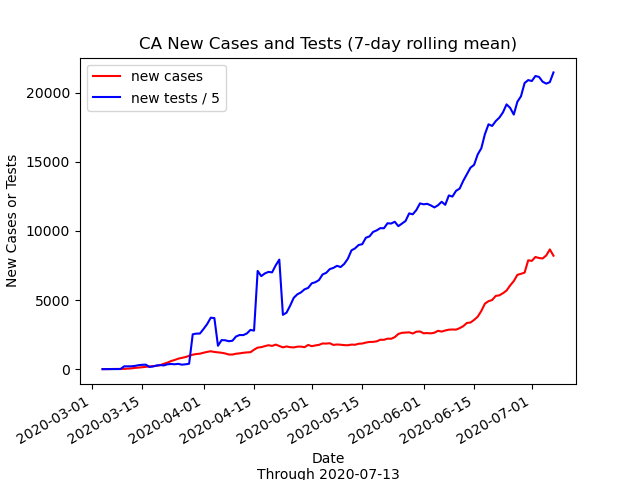 CA New Cases and Tests (7-day rolling mean)
new cases
new tests / 5
New Cases or Tests
20000
15000
10000
5000
0
2020-03-01
2020-03-15
2020-04-01
2020-04-15
2020-05-01
2020-05-15
2020-06-01
2020-06-15
2020-07-01
Date
Through 2020-07-13